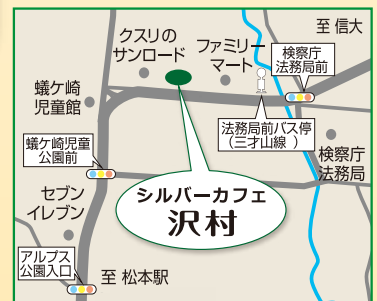 至 信大
クスリの
サンロード
ファミリー
マート
検察庁
法務局前
蟻ケ崎
児童館
法務局前バス停
（三才山線 ）
蟻ケ崎児童
公園前
検察庁
法務局
シルバーカフェ
沢村
セブン
イレブン
アルプス
公園入口
至 松本駅